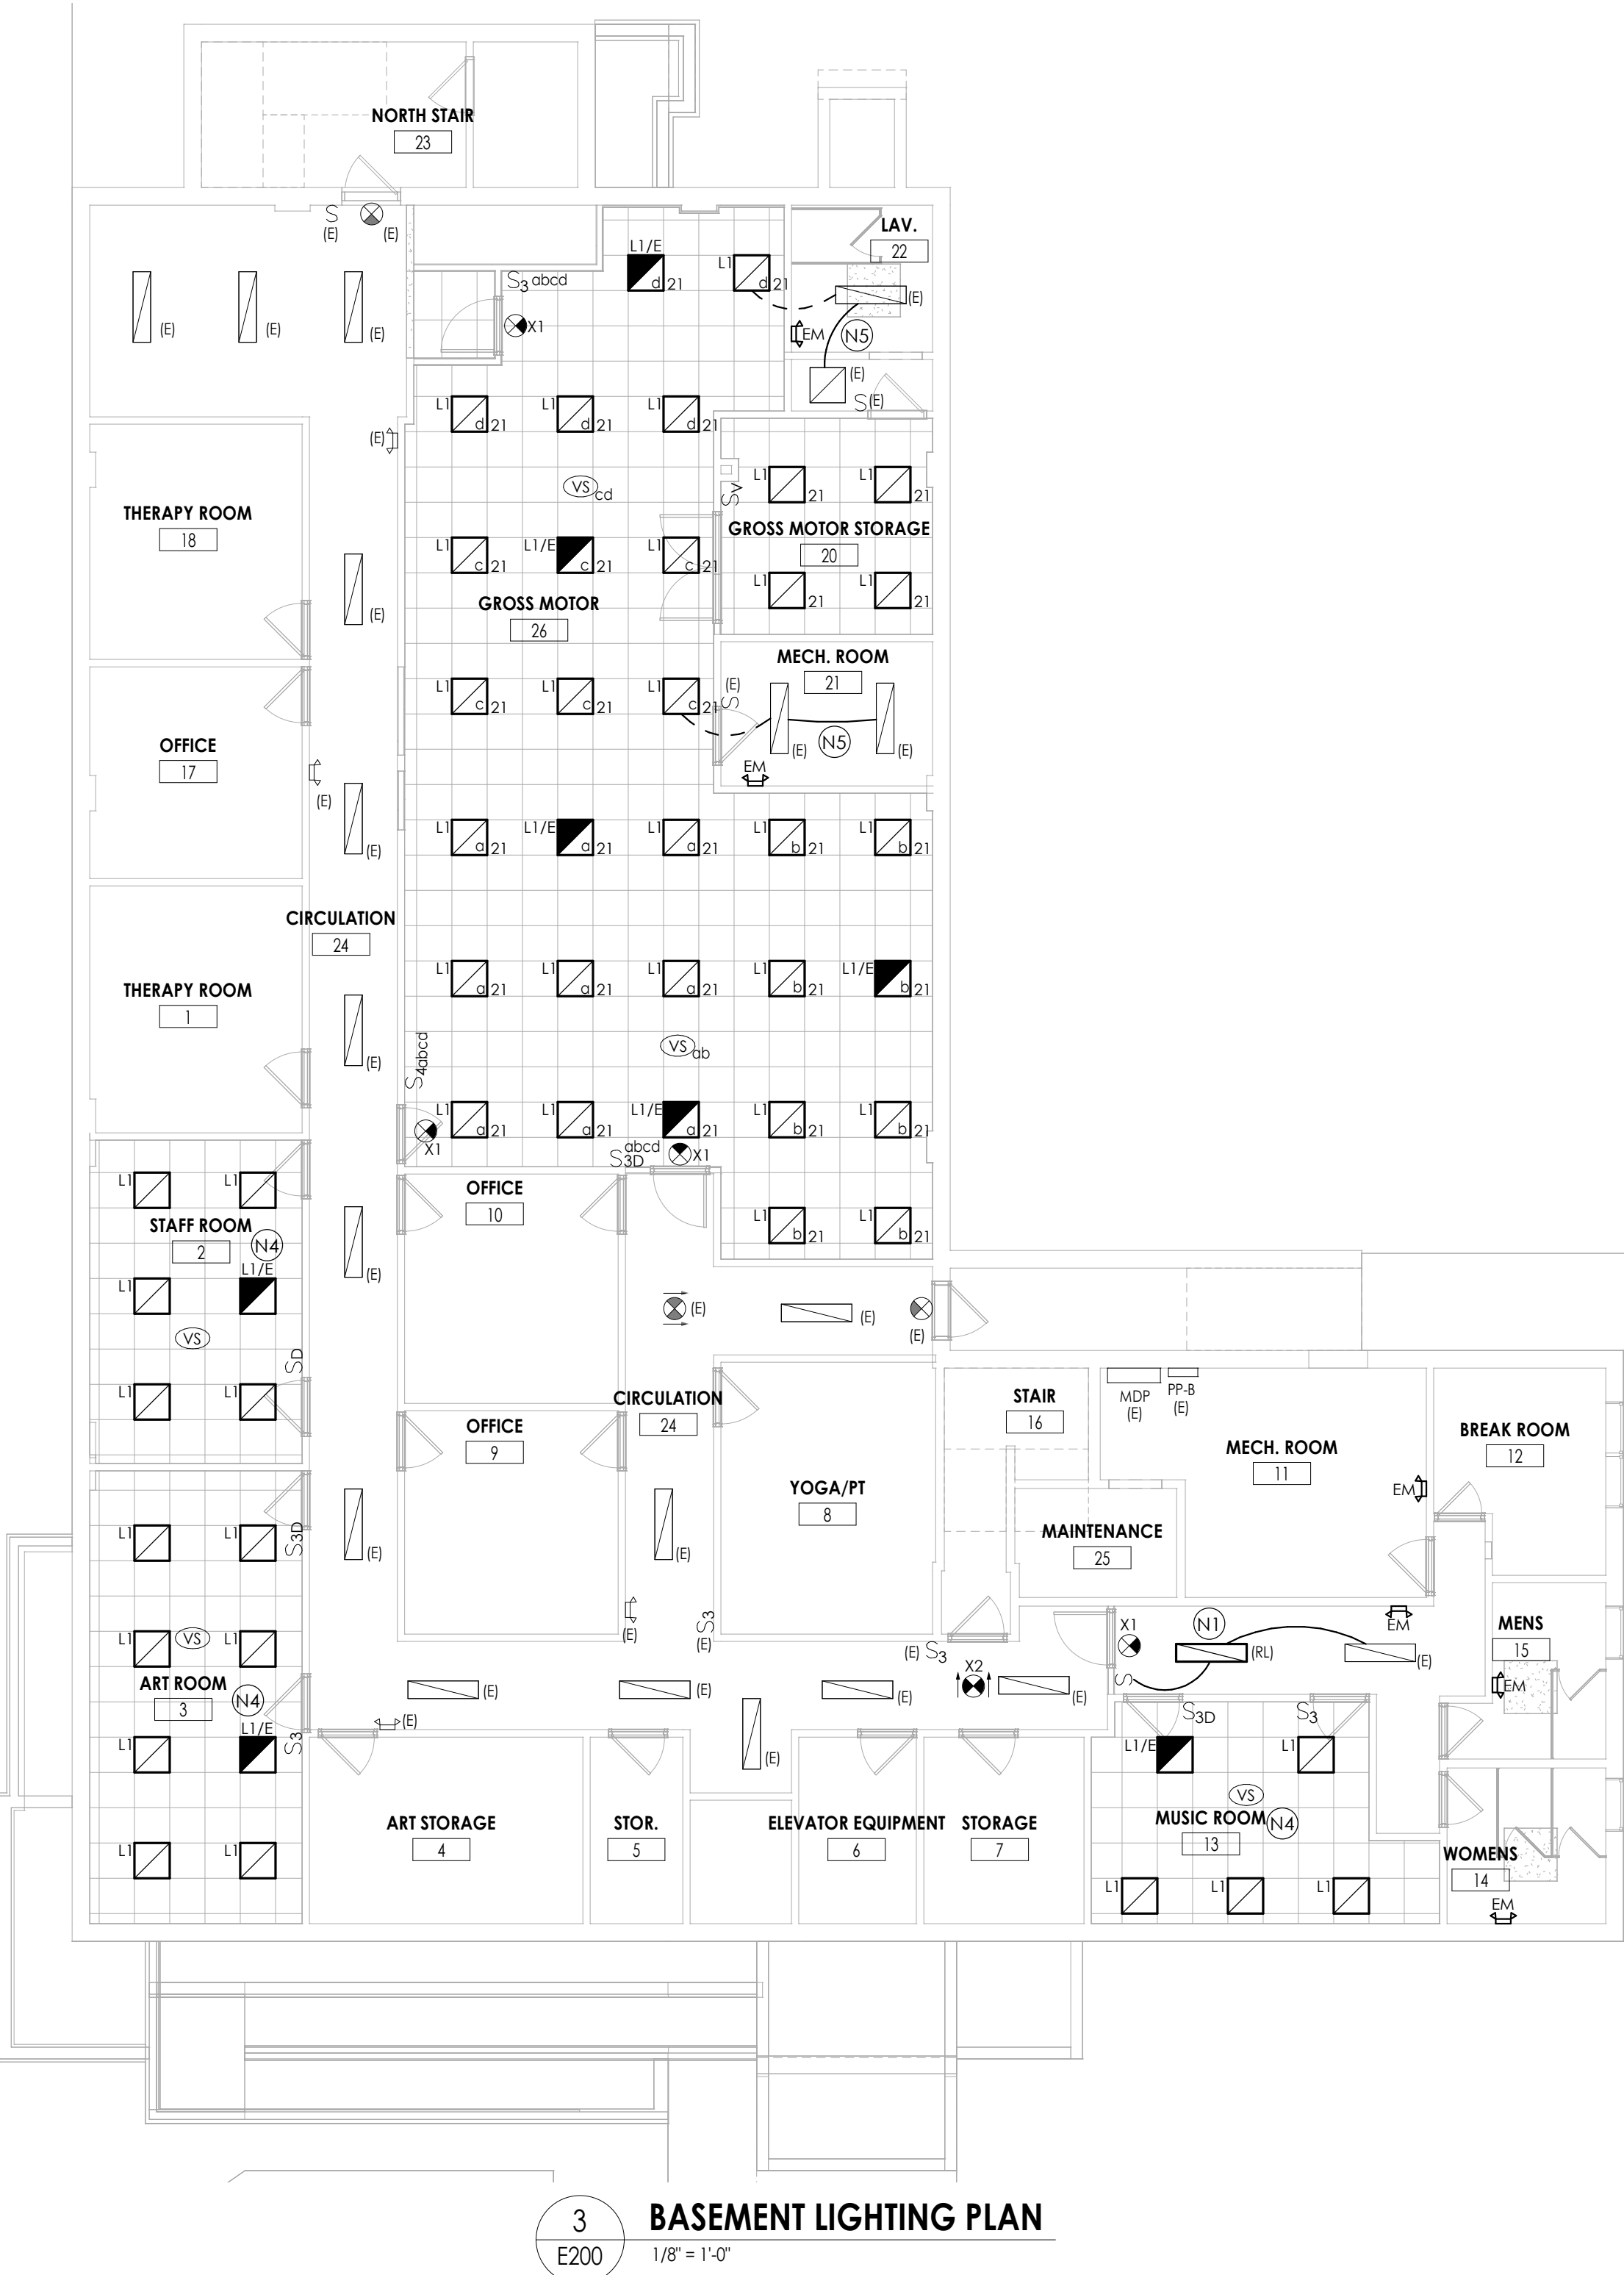 NORTH STAIR
23
S
(E)
(E)
LAV.
22
L1/E
d 21
L1
d 21
S3 abcd
X1
(E)
(E)
(E)
(E)
EM
N5
(E)
S(E)
L1
d 21
L1
d 21
L1
d 21
(E)
VS cd
L1
21
L1
21
SV
THERAPY ROOM
18
GROSS MOTOR STORAGE
20
L1
c 21
L1/E
c 21
L1
c 21
L1
21
L1
21
(E)
GROSS MOTOR
26
MECH. ROOM
21
L1
c 21
L1
c 21
L1
c 21
S
(E)
(E)
N5
(E)
EM
OFFICE
17
(E)
(E)
L1
a 21
L1/E
a 21
L1
a 21
L1
b 21
L1
b 21
CIRCULATION
24
THERAPY ROOM
1
(E)
L1
a 21
L1
a 21
L1
a 21
L1
b 21
L1/E
b 21
VS ab
S4abcd
X1
L1
a 21
L1
a 21
L1/E
a 21
L1
b 21
L1
b 21
abcd
S3D
X1
L1
L1
OFFICE
10
L1
b 21
L1
b 21
STAFF ROOM
2
N4
(E)
L1
L1/E
VS
SD
(E)
(E)
(E)
L1
L1
CIRCULATION
24
OFFICE
9
STAIR
16
MDP
(E)
PP-B
(E)
MECH. ROOM
11
BREAK ROOM
12
YOGA/PT
8
EM
MAINTENANCE
25
L1
L1
S3D
(E)
(E)
(E)
S3
(E)
(E) S3
X1
N1
(RL)
(E)
EM
MENS
15
EM
L1
VS
L1
ART ROOM
3
N4
L1
L1/E
S3
(E)
(E)
(E)
(E)
X2
(E)
(E)
S
S3D
S3
L1/E
L1
VS
MUSIC ROOM
13
N4
ART STORAGE
4
STOR.
5
ELEVATOR EQUIPMENT
6
STORAGE
7
WOMENS
14
EM
L1
L1
L1
L1
L1
3
E200
BASEMENT LIGHTING PLAN
1/8" = 1'-0"